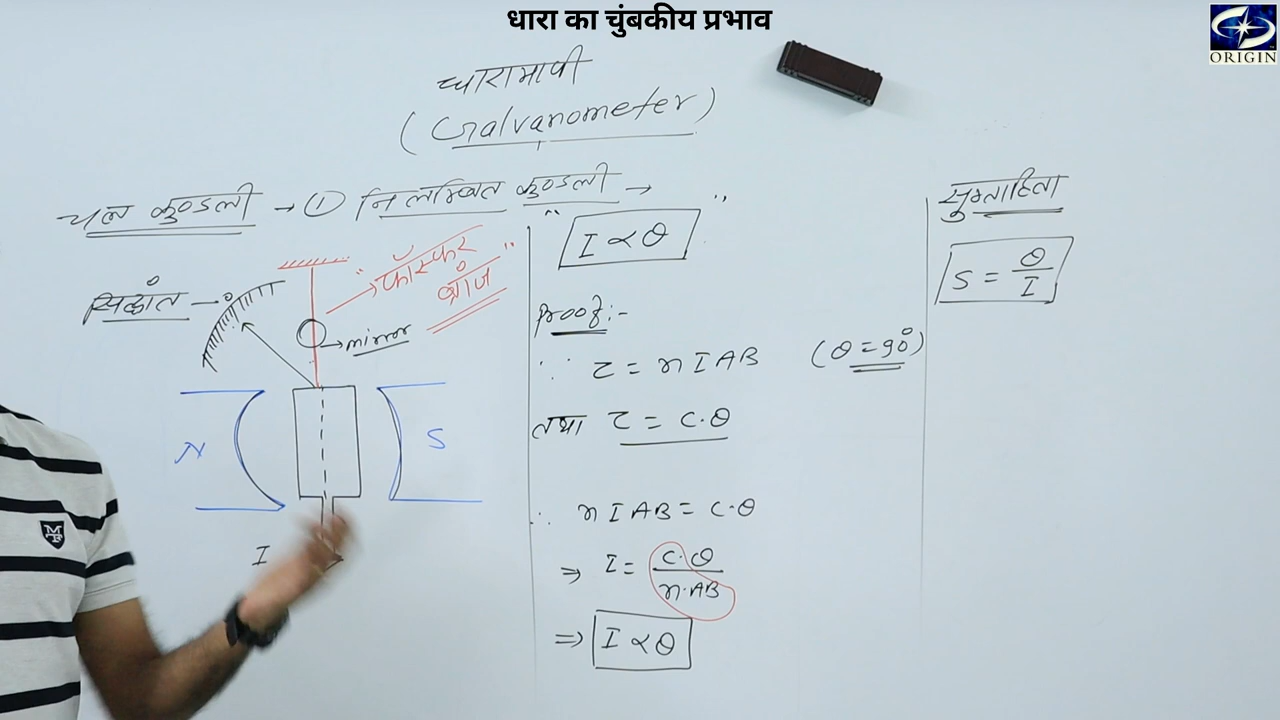 धारा का चुंबकीय प्रभाव
ORIGIN
धारामापी
(Galvanometer)
चल कुण्डली → ① निलम्बित कुण्डली →
सिद्धांत →
"फॉस्फर
ब्रोंज"
mirror
N
S
I
" I ∝ θ "
Proof:-
∵ τ = nIAB (θ = 90°)
तथा τ = C.θ
∴ nIAB = C.θ
⇒ I = C.θ / n.AB
⇒ I ∝ θ
सुग्राहिता
S = θ / I